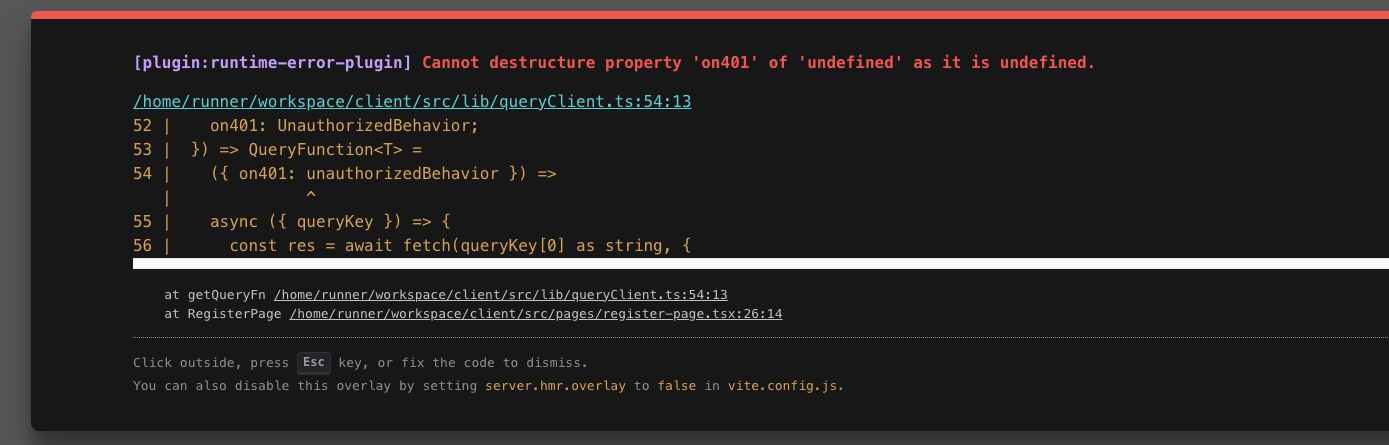 [plugin:runtime-error-plugin] Cannot destructure property 'on401' of 'undefined' as it is undefined.
/home/runner/workspace/client/src/lib/queryClient.ts:54:13
52 |    on401: UnauthorizedBehavior;
53 |  }) => QueryFunction<T> =
54 |    ({ on401: unauthorizedBehavior }) =>
   |              ^
55 |    async ({ queryKey }) => {
56 |      const res = await fetch(queryKey[0] as string, {
at getQueryFn /home/runner/workspace/client/src/lib/queryClient.ts:54:13
at RegisterPage /home/runner/workspace/client/src/pages/register-page.tsx:26:14
Click outside, press Esc key, or fix the code to dismiss.
You can also disable this overlay by setting server.hmr.overlay to false in vite.config.js.